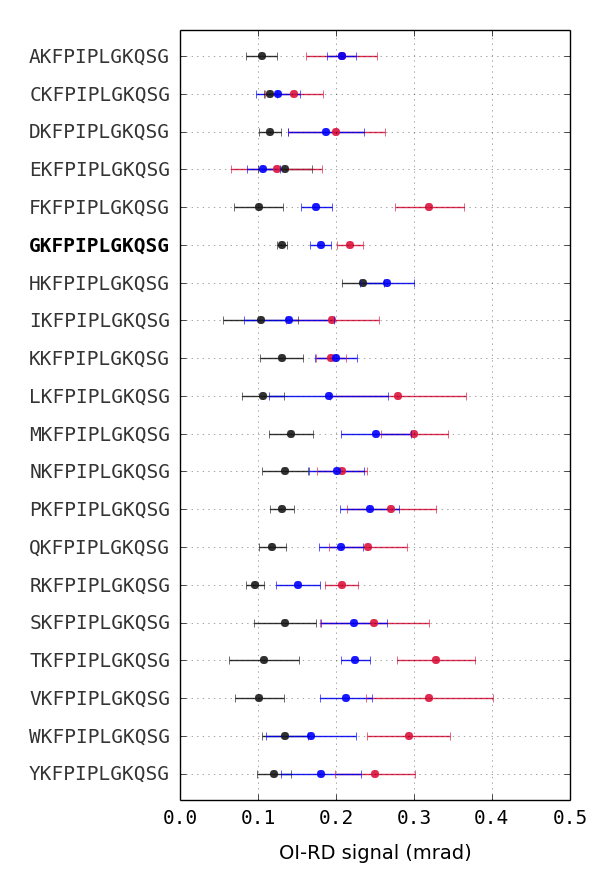 AKFPIPLGKQSG
CKFPIPLGKQSG
DKFPIPLGKQSG
EKFPIPLGKQSG
FKFPIPLGKQSG
GKFPIPLGKQSG
HKFPIPLGKQSG
IKFPIPLGKQSG
KKFPIPLGKQSG
LKFPIPLGKQSG
MKFPIPLGKQSG
NKFPIPLGKQSG
PKFPIPLGKQSG
QKFPIPLGKQSG
RKFPIPLGKQSG
SKFPIPLGKQSG
TKFPIPLGKQSG
VKFPIPLGKQSG
WKFPIPLGKQSG
YKFPIPLGKQSG
0.0 0.1 0.2 0.3 0.4 0.5
OI-RD signal (mrad)